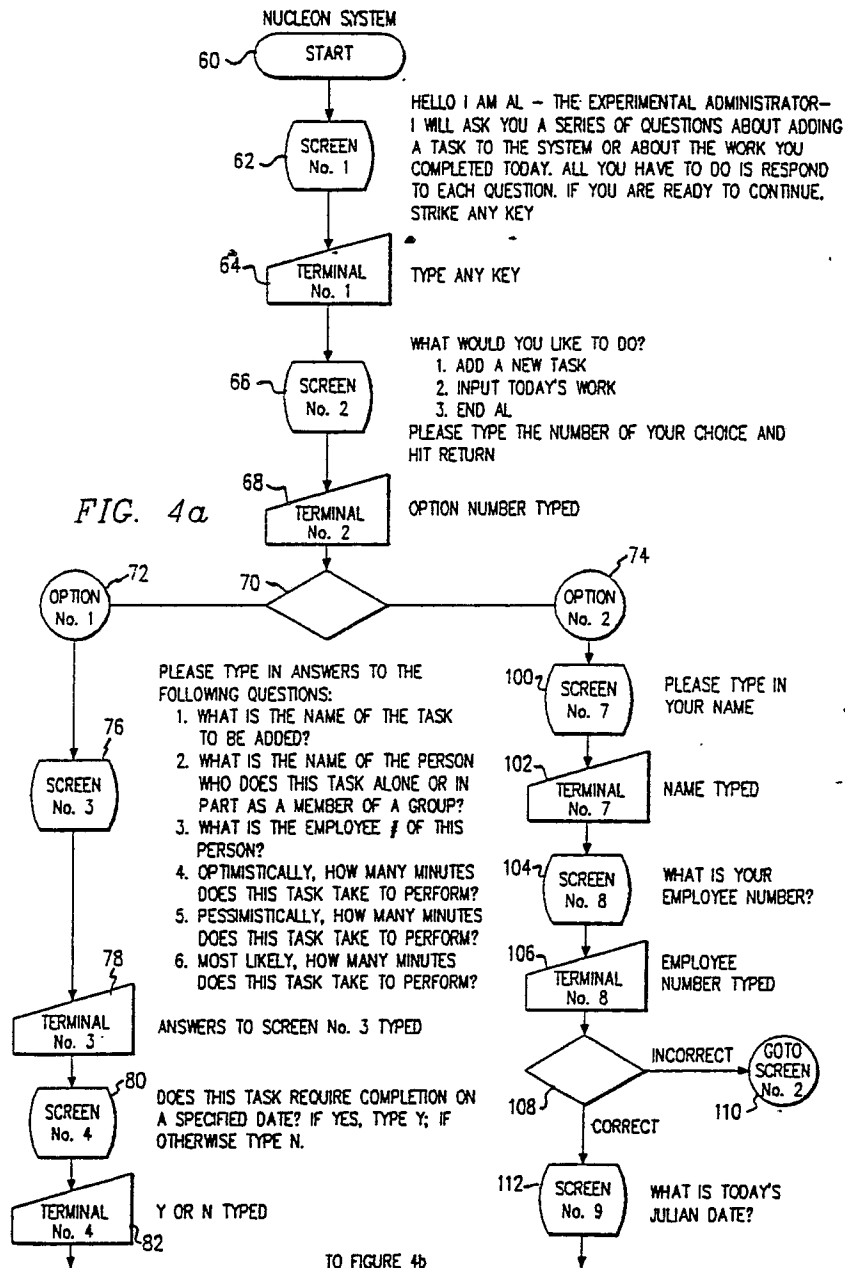 NUCLEON SYSTEM
START
60
HELLO I AM AL – THE EXPERIMENTAL ADMINISTRATOR–
I WILL ASK YOU A SERIES OF QUESTIONS ABOUT ADDING
A TASK TO THE SYSTEM OR ABOUT THE WORK YOU
COMPLETED TODAY. ALL YOU HAVE TO DO IS RESPOND
TO EACH QUESTION. IF YOU ARE READY TO CONTINUE,
STRIKE ANY KEY
SCREEN
No. 1
62
64
TERMINAL
No. 1
TYPE ANY KEY
WHAT WOULD YOU LIKE TO DO?
1. ADD A NEW TASK
2. INPUT TODAY'S WORK
3. END AL
PLEASE TYPE THE NUMBER OF YOUR CHOICE AND
HIT RETURN
66
SCREEN
No. 2
FIG. 4a
68
TERMINAL
No. 2
OPTION NUMBER TYPED
72
OPTION
No. 1
70
74
OPTION
No. 2
PLEASE TYPE IN ANSWERS TO THE
FOLLOWING QUESTIONS:
1. WHAT IS THE NAME OF THE TASK
TO BE ADDED?
2. WHAT IS THE NAME OF THE PERSON
WHO DOES THIS TASK ALONE OR IN
PART AS A MEMBER OF A GROUP?
3. WHAT IS THE EMPLOYEE # OF THIS
PERSON?
4. OPTIMISTICALLY, HOW MANY MINUTES
DOES THIS TASK TAKE TO PERFORM?
5. PESSIMISTICALLY, HOW MANY MINUTES
DOES THIS TASK TAKE TO PERFORM?
6. MOST LIKELY, HOW MANY MINUTES
DOES THIS TASK TAKE TO PERFORM?
76
SCREEN
No. 3
78
TERMINAL
No. 3
ANSWERS TO SCREEN No. 3 TYPED
80
SCREEN
No. 4
DOES THIS TASK REQUIRE COMPLETION ON
A SPECIFIED DATE? IF YES, TYPE Y; IF
OTHERWISE TYPE N.
TERMINAL
No. 4
82
Y OR N TYPED
100
SCREEN
No. 7
PLEASE TYPE IN
YOUR NAME
102
TERMINAL
No. 7
NAME TYPED
104
SCREEN
No. 8
WHAT IS YOUR
EMPLOYEE NUMBER?
106
TERMINAL
No. 8
EMPLOYEE
NUMBER TYPED
108
INCORRECT
GOTO
SCREEN
No. 2
110
CORRECT
112
SCREEN
No. 9
WHAT IS TODAY'S
JULIAN DATE?
TO FIGURE 4b